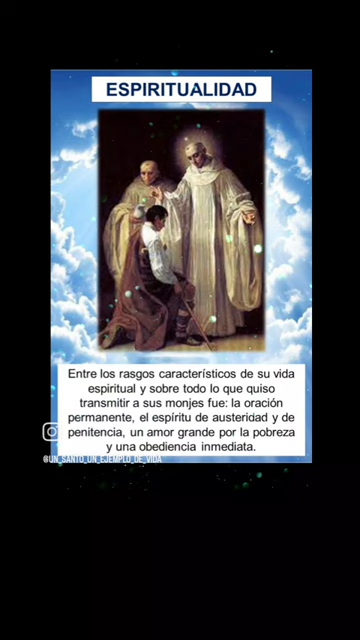 ESPIRITUALIDAD
Entre los rasgos característicos de su vida
espiritual y sobre todo lo que quiso
transmitir a sus monjes fue: la oración
permanente, el espíritu de austeridad y de
penitencia, un amor grande por la pobreza
y una obediencia inmediata.
@UN_SANTO_UN_EJEMPLO_DE_VIDA